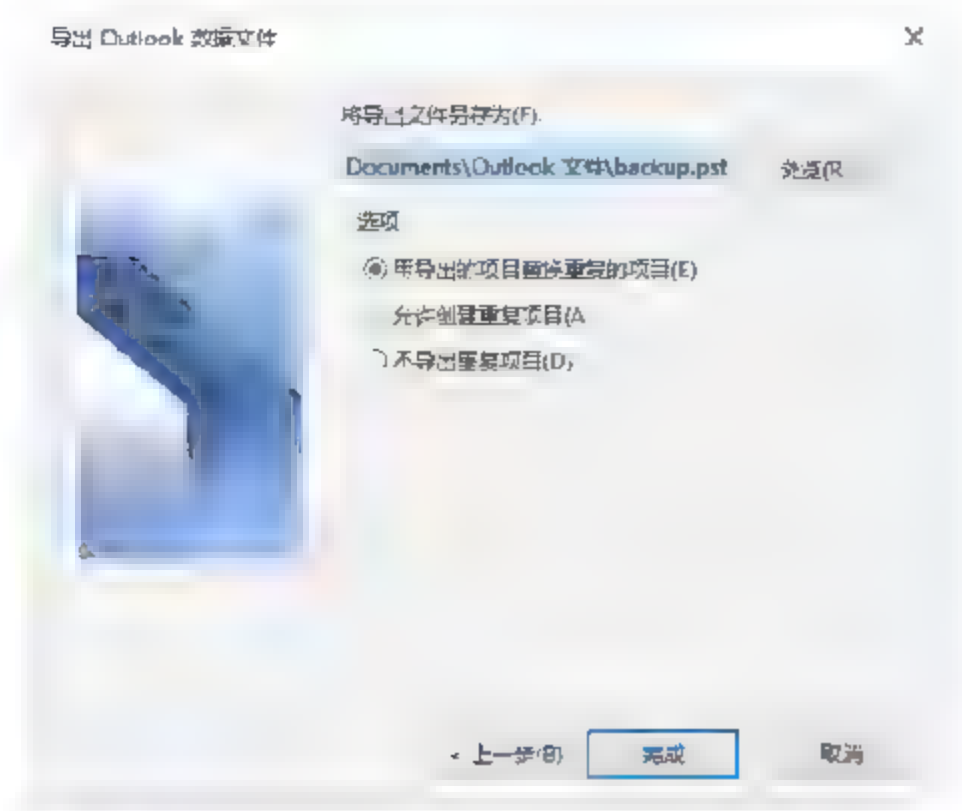 导出 Outlook 数据文件
将导出文件另存为(F):
Documents\Outlook 文件\backup.pst
浏览(R
选项
用导出的项目替换重复的项目(E)
允许创建重复项目(A
不导出重复项目(D)
< 上一步(B)
完成
取消